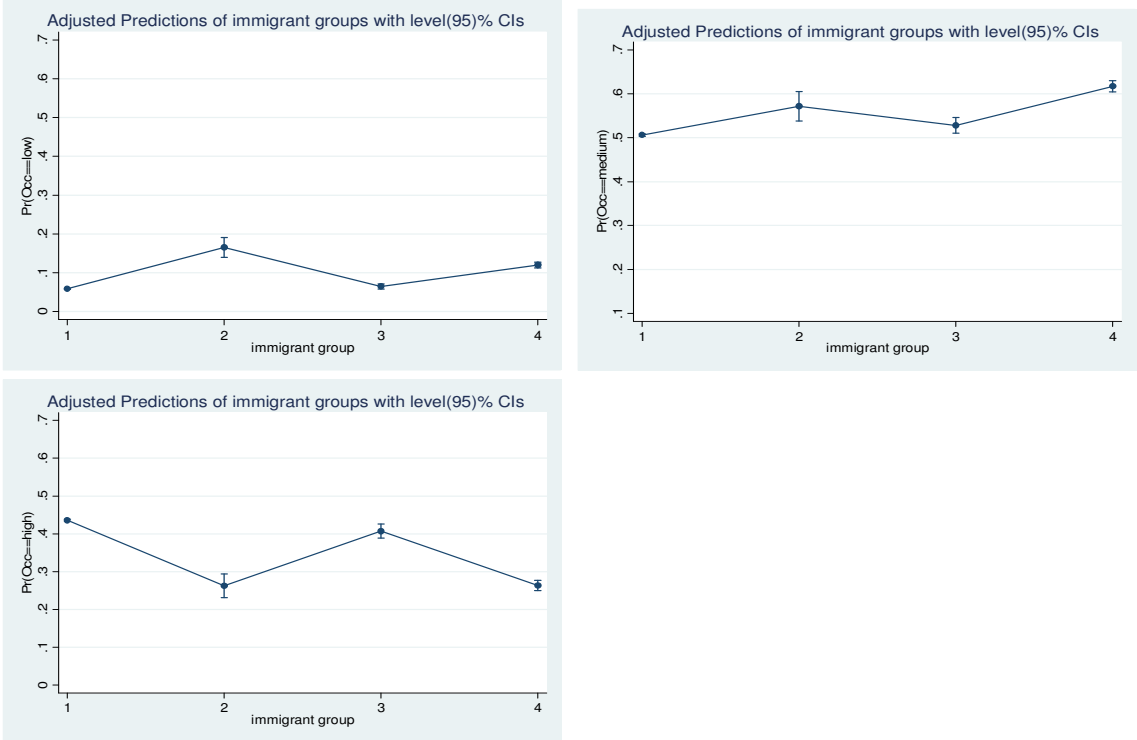 Adjusted Predictions of immigrant groups with level(95)% CIs
Pr(Occ==low)
.7
.6
.5
.4
.3
.2
.1
0
1 2 3 4
immigrant group
Adjusted Predictions of immigrant groups with level(95)% CIs
Pr(Occ==medium)
.7
.6
.5
.4
.3
.2
.1
1 2 3 4
immigrant group
Adjusted Predictions of immigrant groups with level(95)% CIs
Pr(Occ==high)
.7
.6
.5
.4
.3
.2
.1
0
1 2 3 4
immigrant group